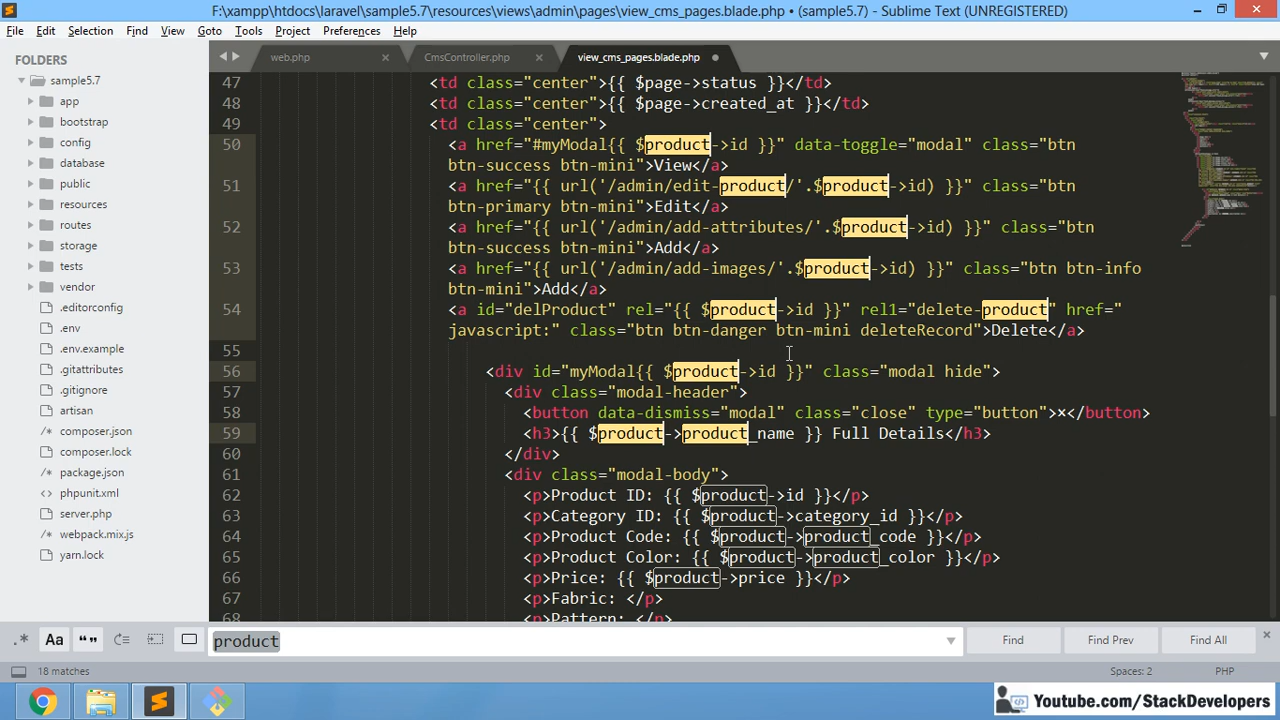 F:\xampp\htdocs\laravel\sample5.7\resources\views\admin\pages\view_cms_pages.blade.php • (sample5.7) - Sublime Text (UNREGISTERED)
File Edit Selection Find View Goto Tools Project Preferences Help
FOLDERS
sample5.7
app
bootstrap
config
database
public
resources
routes
storage
tests
vendor
.editorconfig
.env
.env.example
.gitattributes
.gitignore
artisan
composer.json
composer.lock
package.json
phpunit.xml
server.php
webpack.mix.js
yarn.lock
web.php × CmsController.php × view_cms_pages.blade.php
47 <td class="center">{{ $page->status }}</td>
48 <td class="center">{{ $page->created_at }}</td>
49 <td class="center">
50 <a href="#myModal{{ $product->id }}" data-toggle="modal" class="btn
btn-success btn-mini">View</a>
51 <a href="{{ url('/admin/edit-product/'.$product->id) }}"  class="btn
btn-primary btn-mini">Edit</a>
52 <a href="{{ url('/admin/add-attributes/'.$product->id) }}" class="btn
btn-success btn-mini">Add</a>
53 <a href="{{ url('/admin/add-images/'.$product->id) }}" class="btn btn-info
btn-mini">Add</a>
54 <a id="delProduct" rel="{{ $product->id }}" rel1="delete-product" href="
javascript:" class="btn btn-danger btn-mini deleteRecord">Delete</a>
55
56 <div id="myModal{{ $product->id }}" class="modal hide">
57 <div class="modal-header">
58 <button data-dismiss="modal" class="close" type="button">×</button>
59 <h3>{{ $product->product_name }} Full Details</h3>
60 </div>
61 <div class="modal-body">
62 <p>Product ID: {{ $product->id }}</p>
63 <p>Category ID: {{ $product->category_id }}</p>
64 <p>Product Code: {{ $product->product_code }}</p>
65 <p>Product Color: {{ $product->product_color }}</p>
66 <p>Price: {{ $product->price }}</p>
67 <p>Fabric: </p>
68 <p>Pattern: </p>
.* Aa “” product Find Find Prev Find All ×
18 matches Spaces: 2 PHP
Youtube.com/StackDevelopers